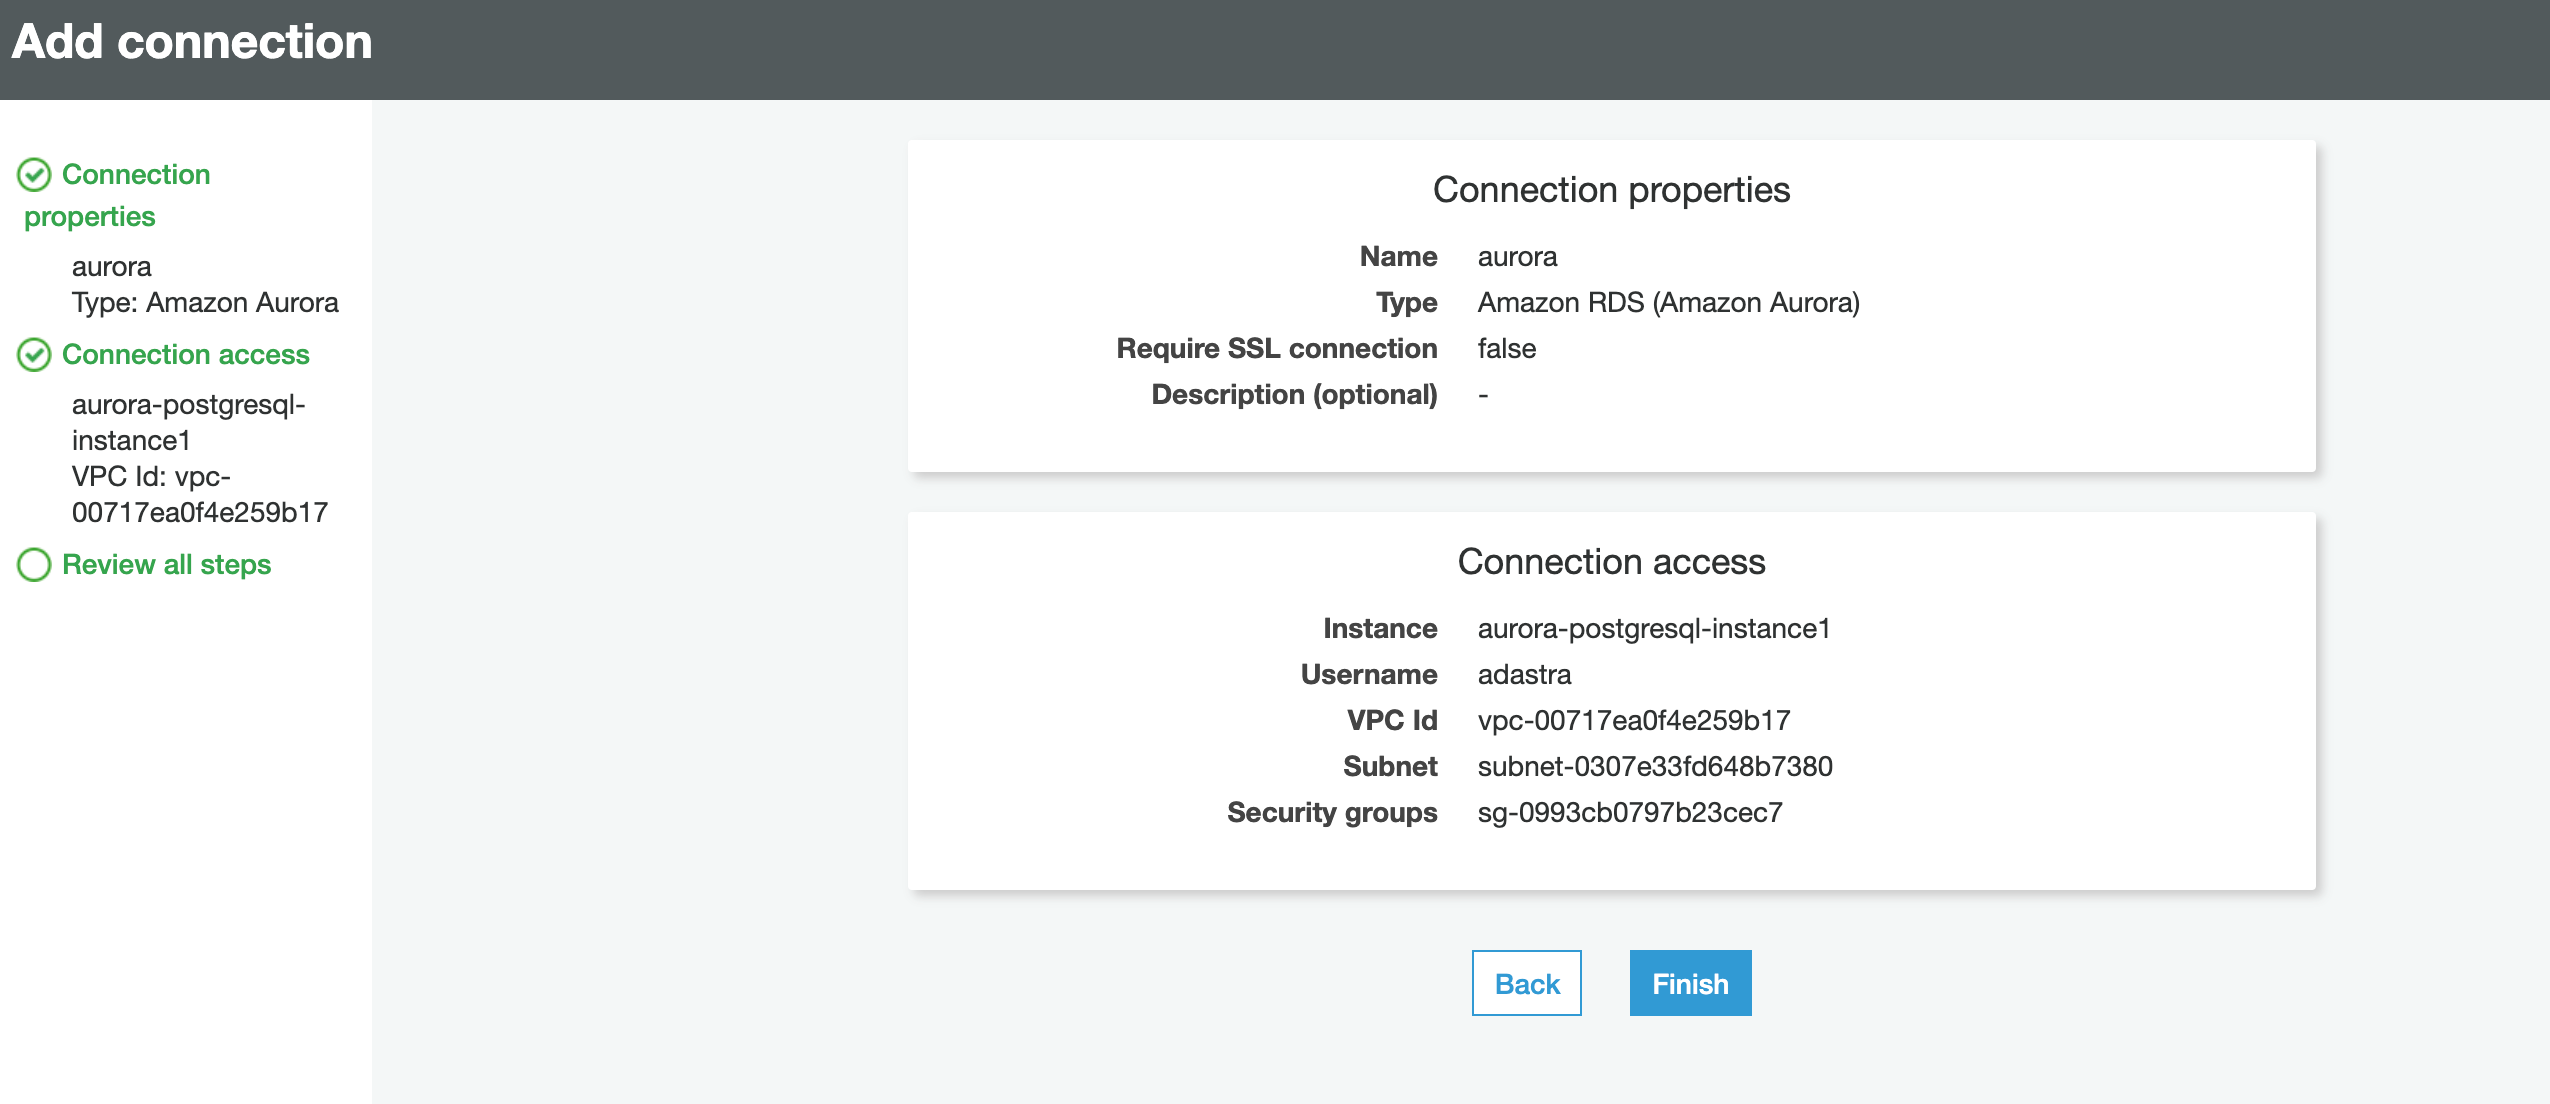 Add connection
Connection
properties
aurora
Type: Amazon Aurora
Connection access
aurora-postgresql-
instance1
VPC Id: vpc-
00717ea0f4e259b17
Review all steps
Connection properties
Name aurora
Type Amazon RDS (Amazon Aurora)
Require SSL connection false
Description (optional) -
Connection access
Instance aurora-postgresql-instance1
Username adastra
VPC Id vpc-00717ea0f4e259b17
Subnet subnet-0307e33fd648b7380
Security groups sg-0993cb0797b23cec7
Back Finish